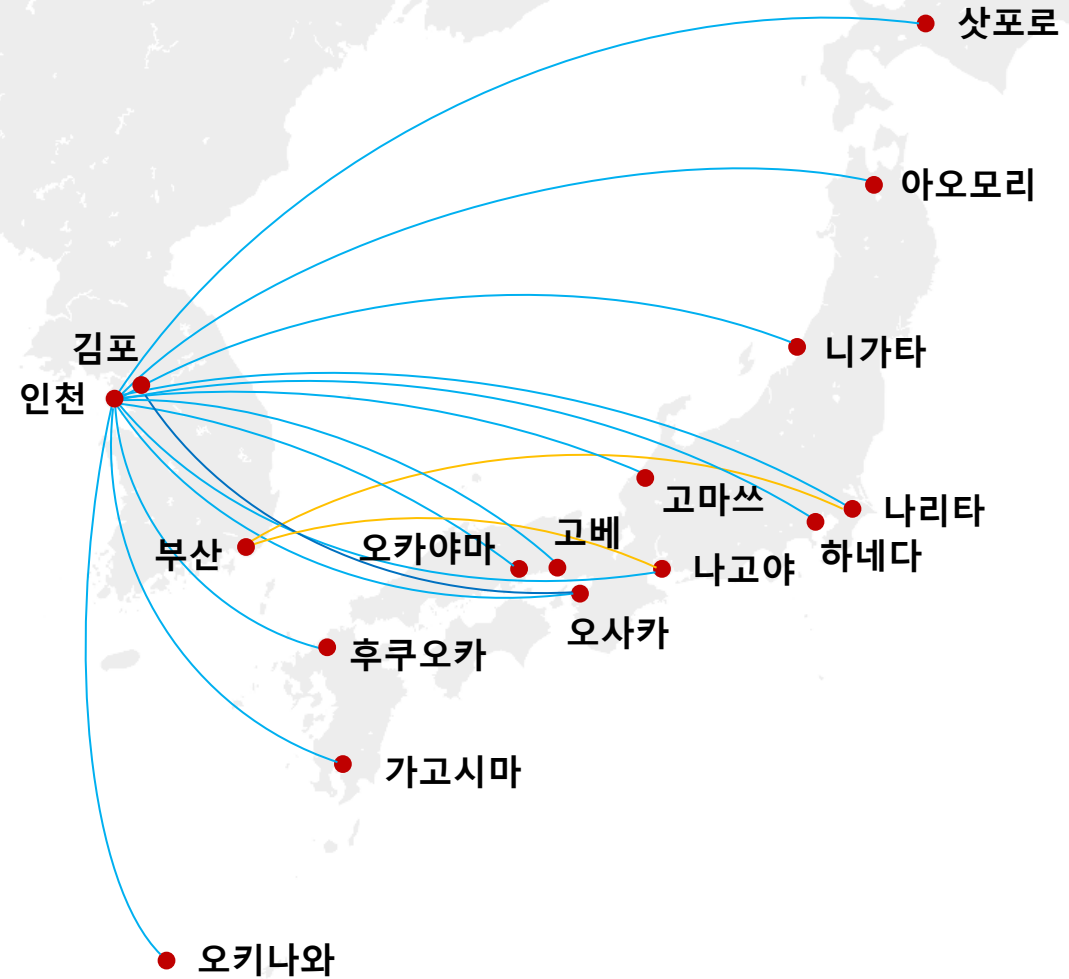 삿포로
아오모리
김포
니가타
인천
고마쓰
나리타
고베
오카야마
부산
하네다
나고야
오사카
후쿠오카
가고시마
오키나와